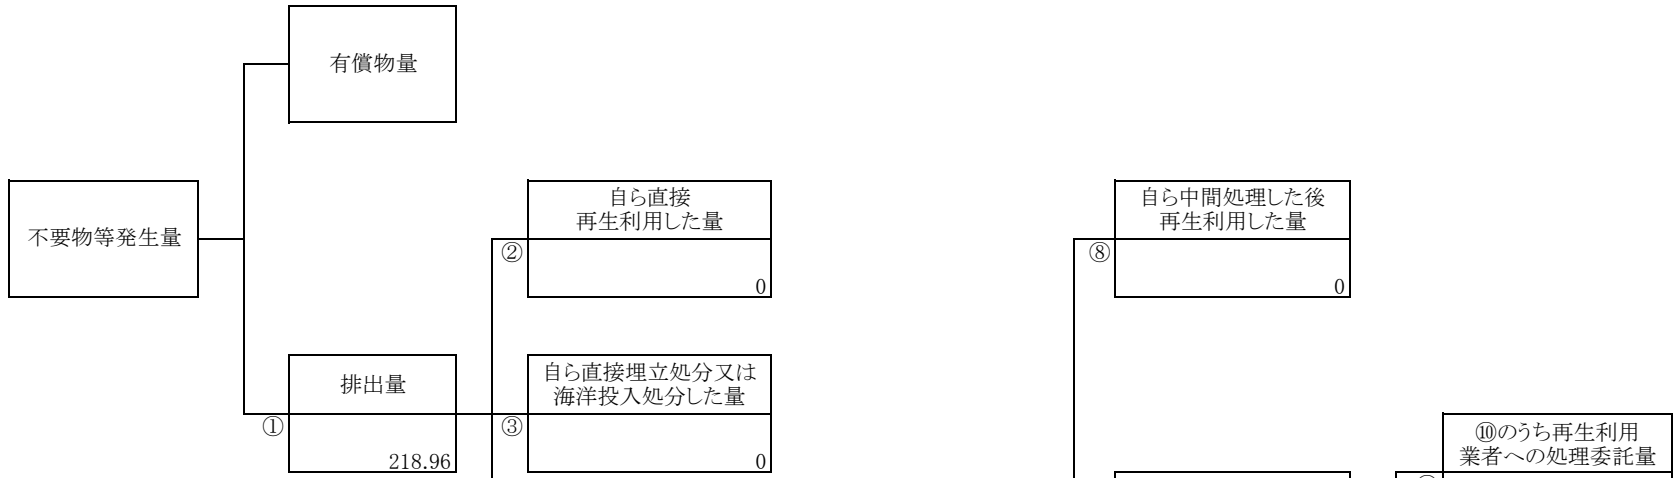 有償物量
不要物等発生量
自ら直接
再生利用した量
②
0
自ら中間処理した後
再生利用した量
⑧
0
排出量
①
218.96
自ら直接埋立処分又は
海洋投入処分した量
③
0
⑩のうち再生利用
業者への処理委託量